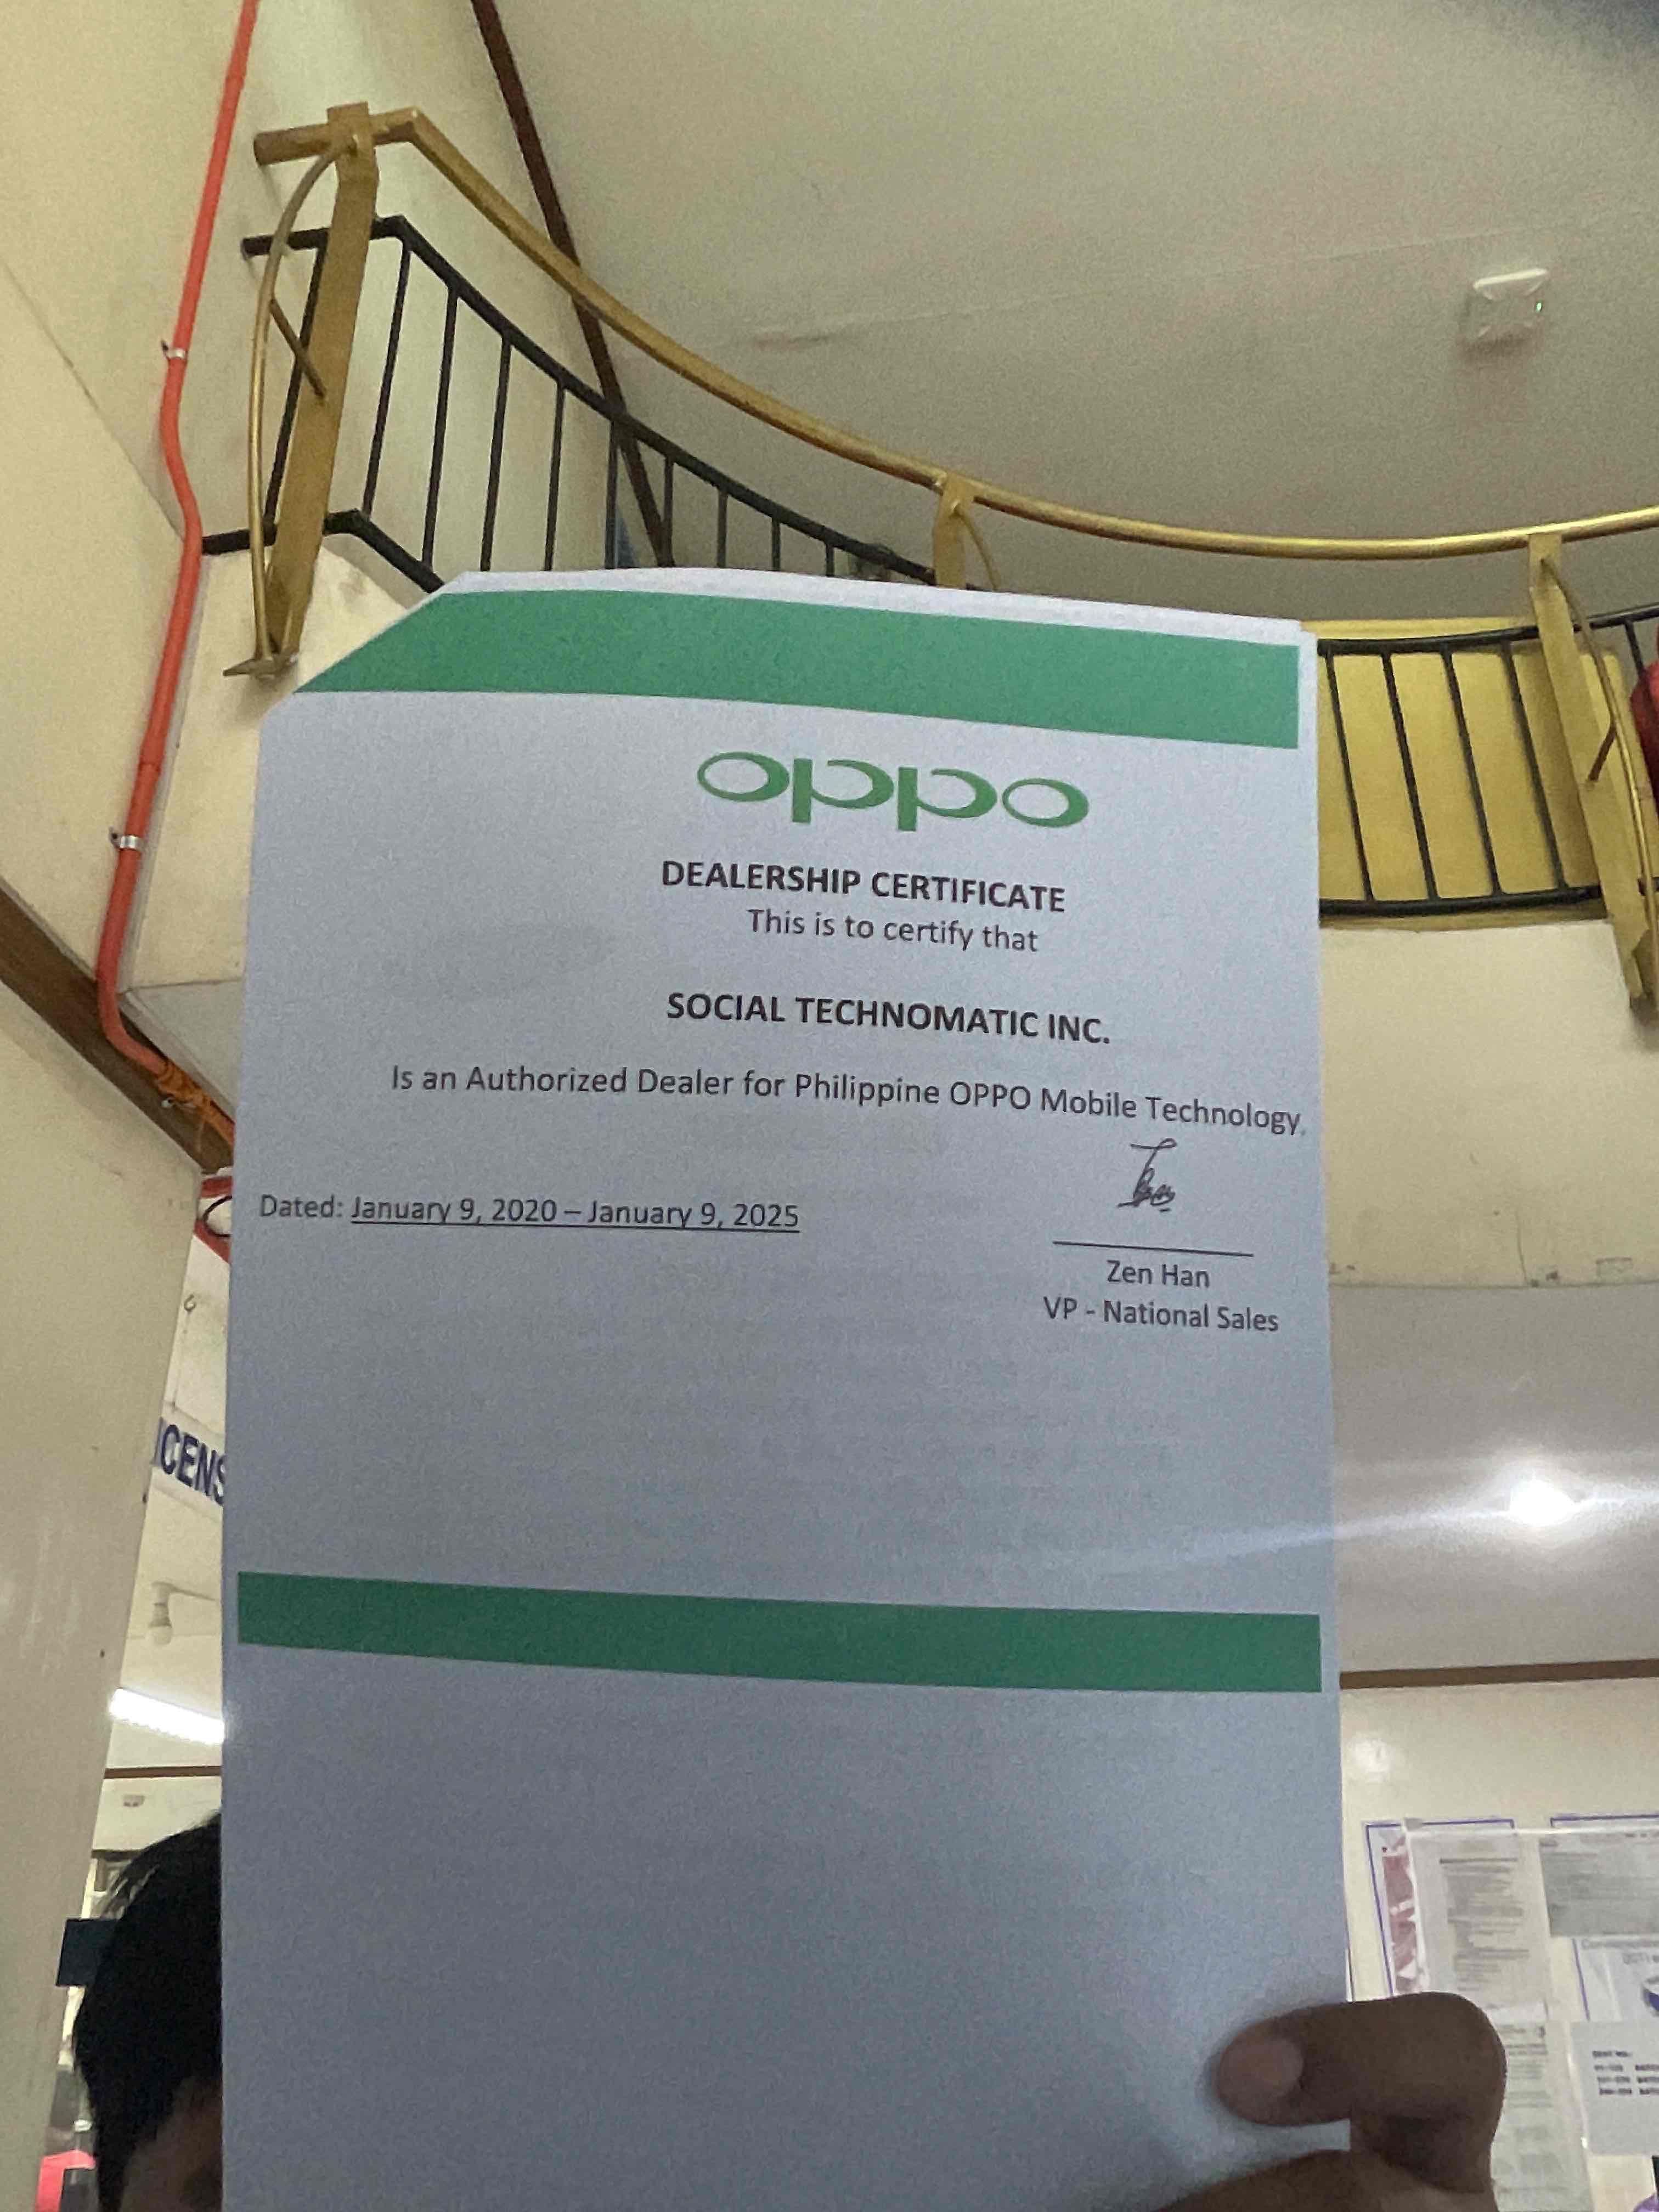 oppo
DEALERSHIP CERTIFICATE
This is to certify that
SOCIAL TECHNOMATIC INC.
Is an Authorized Dealer for Philippine OPPO Mobile Technology.
Dated: January 9, 2020 – January 9, 2025
Zen Han
VP - National Sales
ICENS